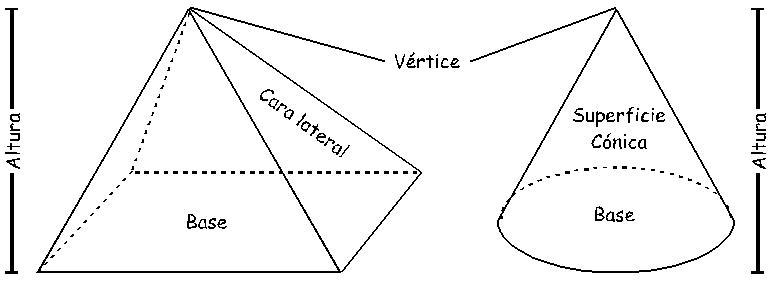 Altura
Vértice
Cara lateral
Base
Superficie
Cónica
Base
Altura